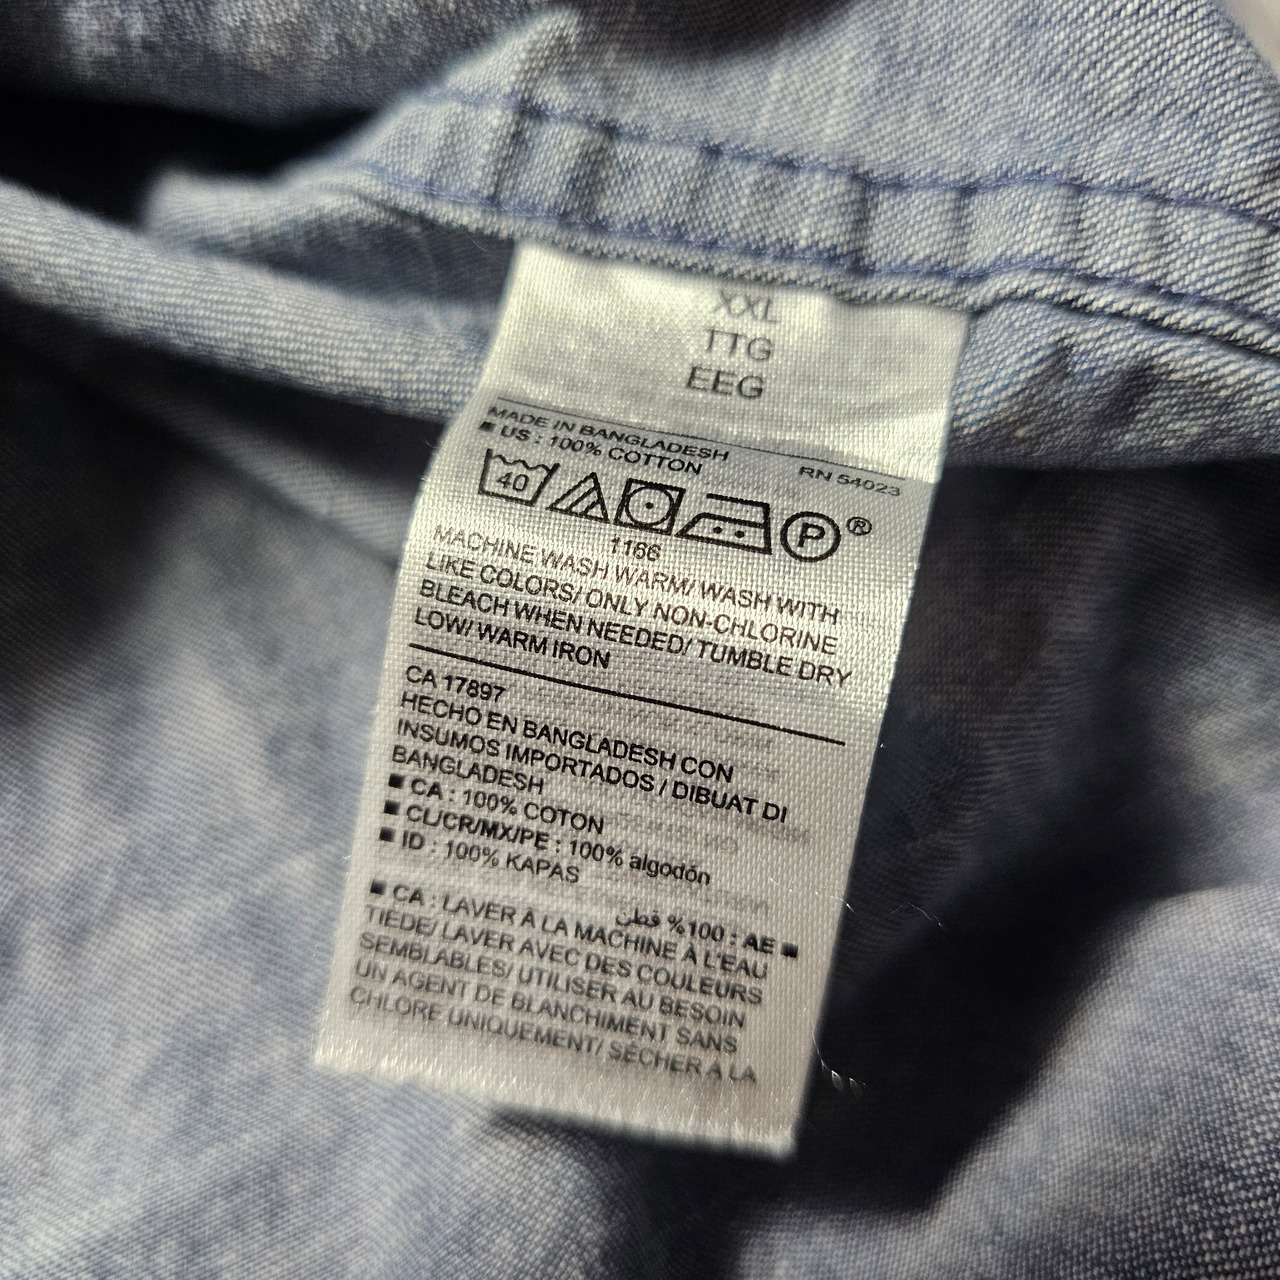 XXL
TTG
EEG
MADE IN BANGLADESH
■ US : 100% COTTON
RN 54023
40
P ®
1166
MACHINE WASH WARM/ WASH WITH
LIKE COLORS/ ONLY NON-CHLORINE
BLEACH WHEN NEEDED/ TUMBLE DRY
LOW/ WARM IRON
CA 17897
HECHO EN BANGLADESH CON
INSUMOS IMPORTADOS / DIBUAT DI
BANGLADESH
■ CA : 100% COTON
■ CL/CR/MX/PE : 100% algodón
■ ID : 100% KAPAS
■ AE : 100% قطن
■ CA : LAVER À LA MACHINE À L'EAU
TIÈDE/ LAVER AVEC DES COULEURS
SEMBLABLES/ UTILISER AU BESOIN
UN AGENT DE BLANCHIMENT SANS
CHLORE UNIQUEMENT/ SÉCHER À LA